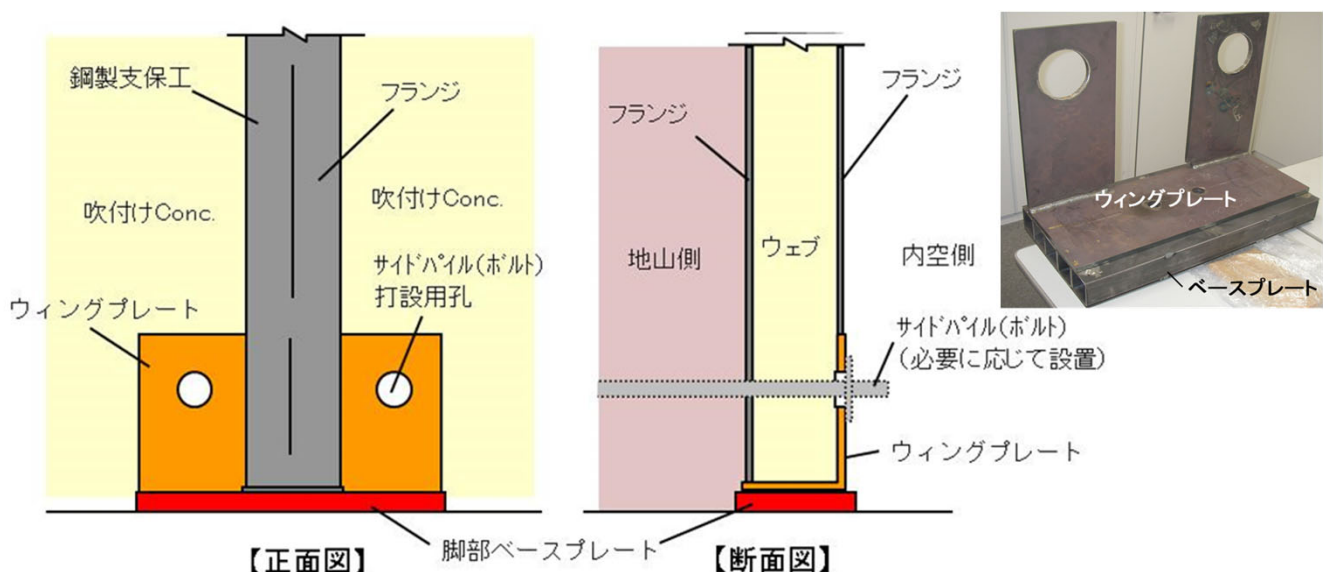 鋼製支保工
フランジ
吹付けConc.
吹付けConc.
サイドパイル(ボルト)
打設用孔
ウィングプレート
【正面図】
脚部ベースプレート
フランジ
フランジ
地山側
ウェブ
内空側
サイドパイル(ボルト)
(必要に応じて設置)
ウィングプレート
【断面図】
ウィングプレート
ベースプレート